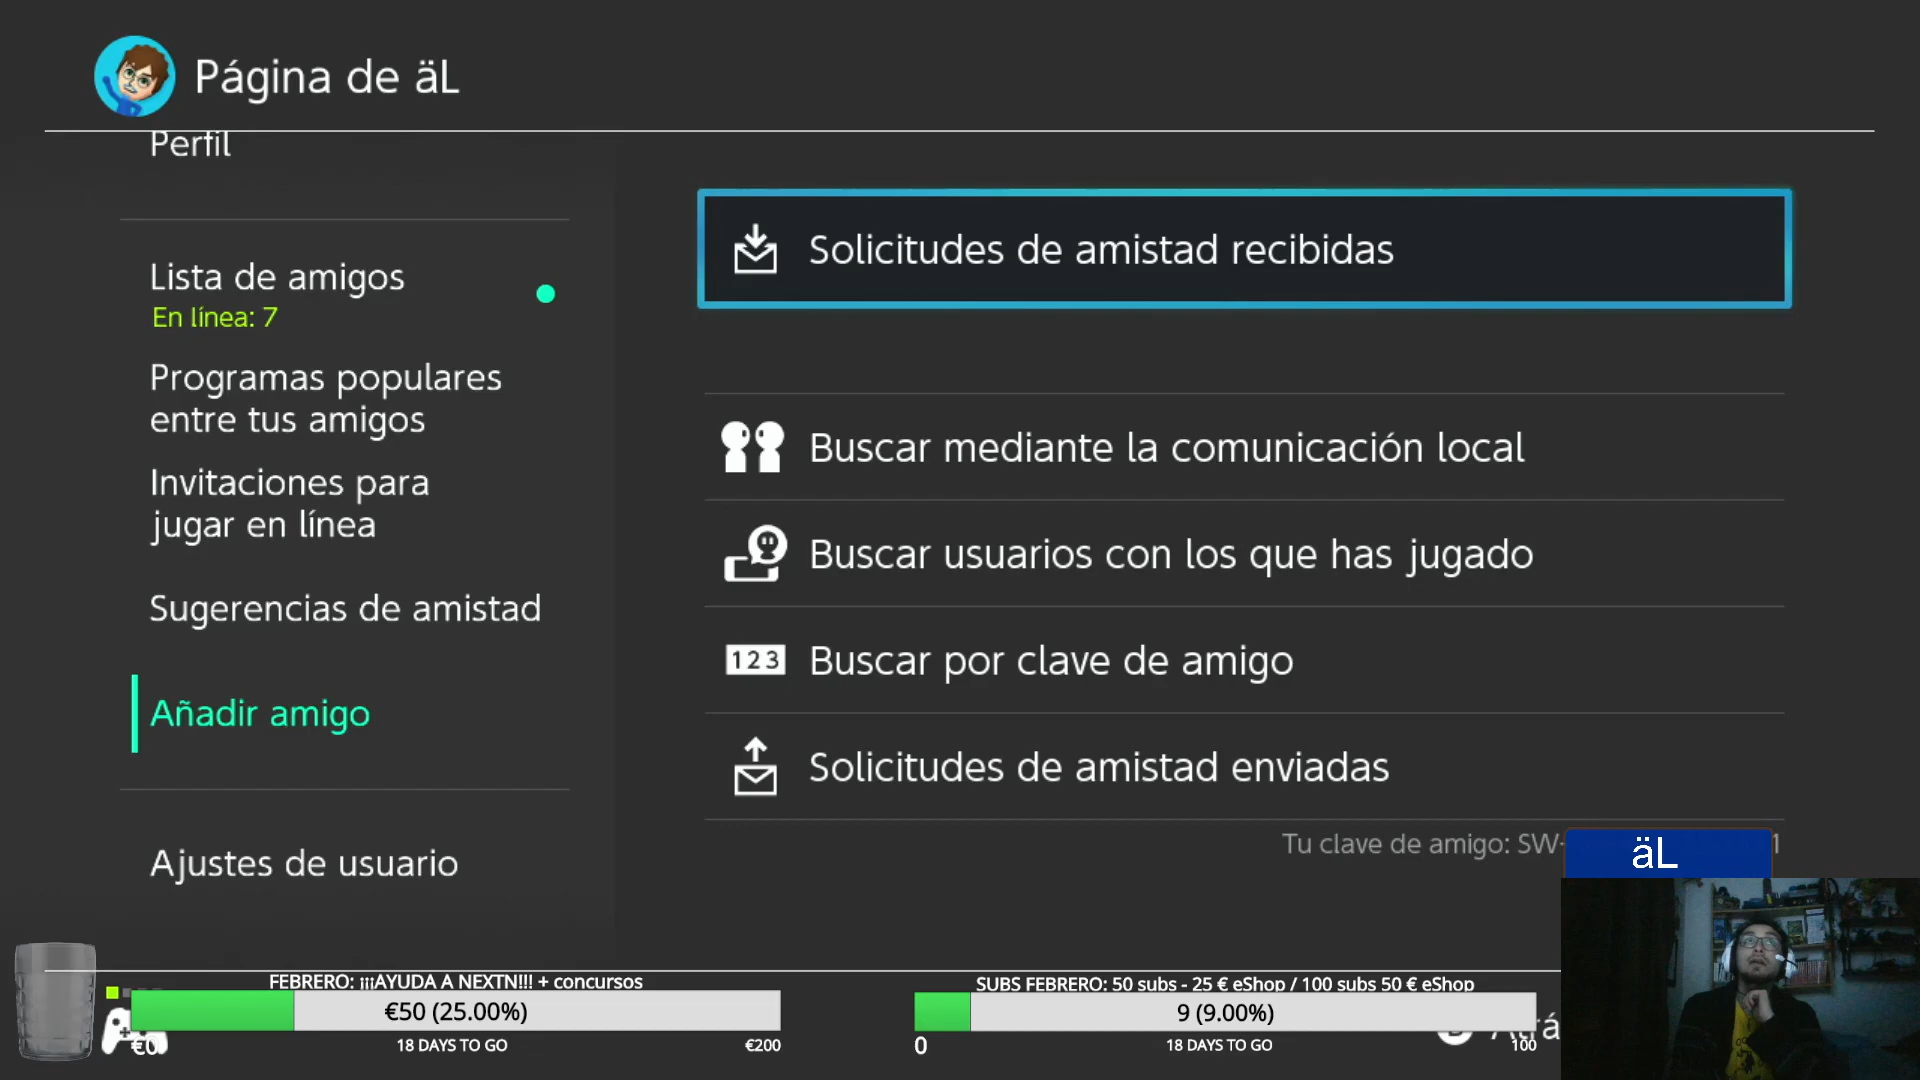 Página de äL
Perfil
Lista de amigos
En línea: 7
Programas populares
entre tus amigos
Invitaciones para
jugar en línea
Sugerencias de amistad
Añadir amigo
Ajustes de usuario
Solicitudes de amistad recibidas
Buscar mediante la comunicación local
Buscar usuarios con los que has jugado
123 Buscar por clave de amigo
Solicitudes de amistad enviadas
Tu clave de amigo: SW-
1
äL
FEBRERO: ¡¡¡AYUDA A NEXTN!!! + concursos
€50 (25.00%)
€0 18 DAYS TO GO €200
SUBS FEBRERO: 50 subs - 25 € eShop / 100 subs 50 € eShop
9 (9.00%)
0 18 DAYS TO GO 100